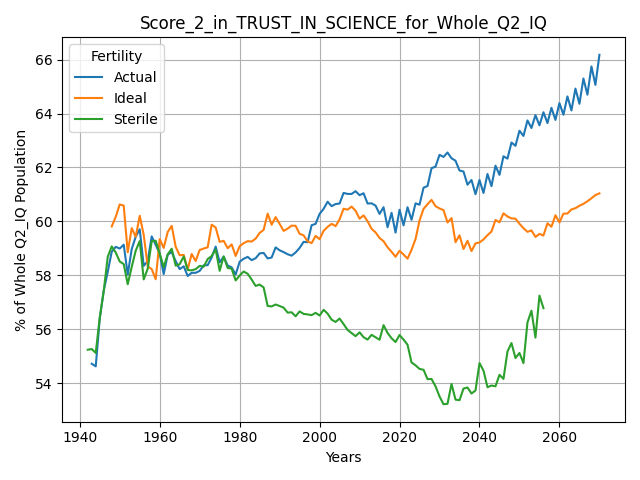 Score_2_in_TRUST_IN_SCIENCE_for_Whole_Q2_IQ
Fertility
Actual
Ideal
Sterile
% of Whole Q2_IQ Population
66
64
62
60
58
56
54
1940
1960
1980
2000
2020
2040
2060
Years